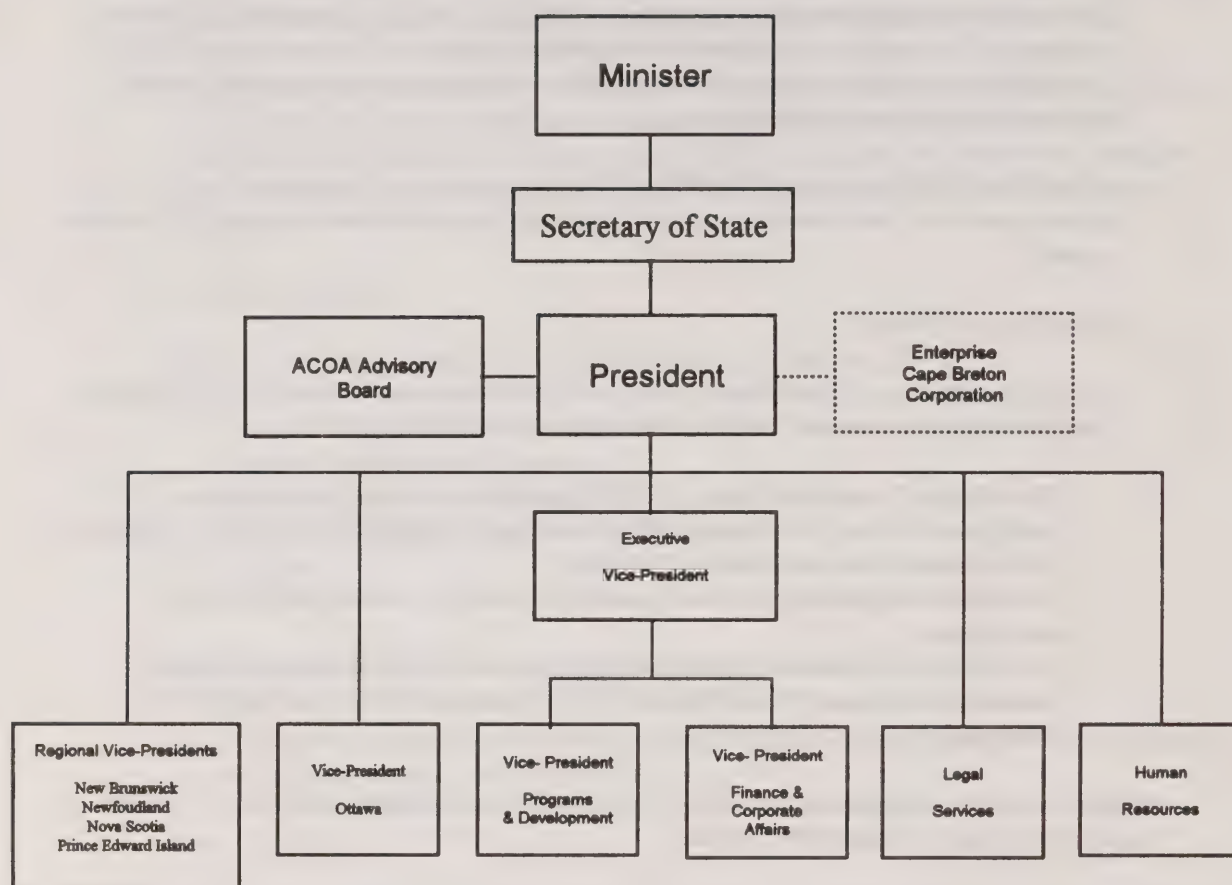 Minister
Secretary of State
ACOA Advisory
Board
President
Enterprise
Cape Breton
Corporation
Executive
Vice-President
Regional Vice-Presidents
New Brunswick
Newfoudland
Nova Scotia
Prince Edward Island
Vice-President
Ottawa
Vice- President
Programs
& Development
Vice- President
Finance &
Corporate
Affairs
Legal
Services
Human
Resources